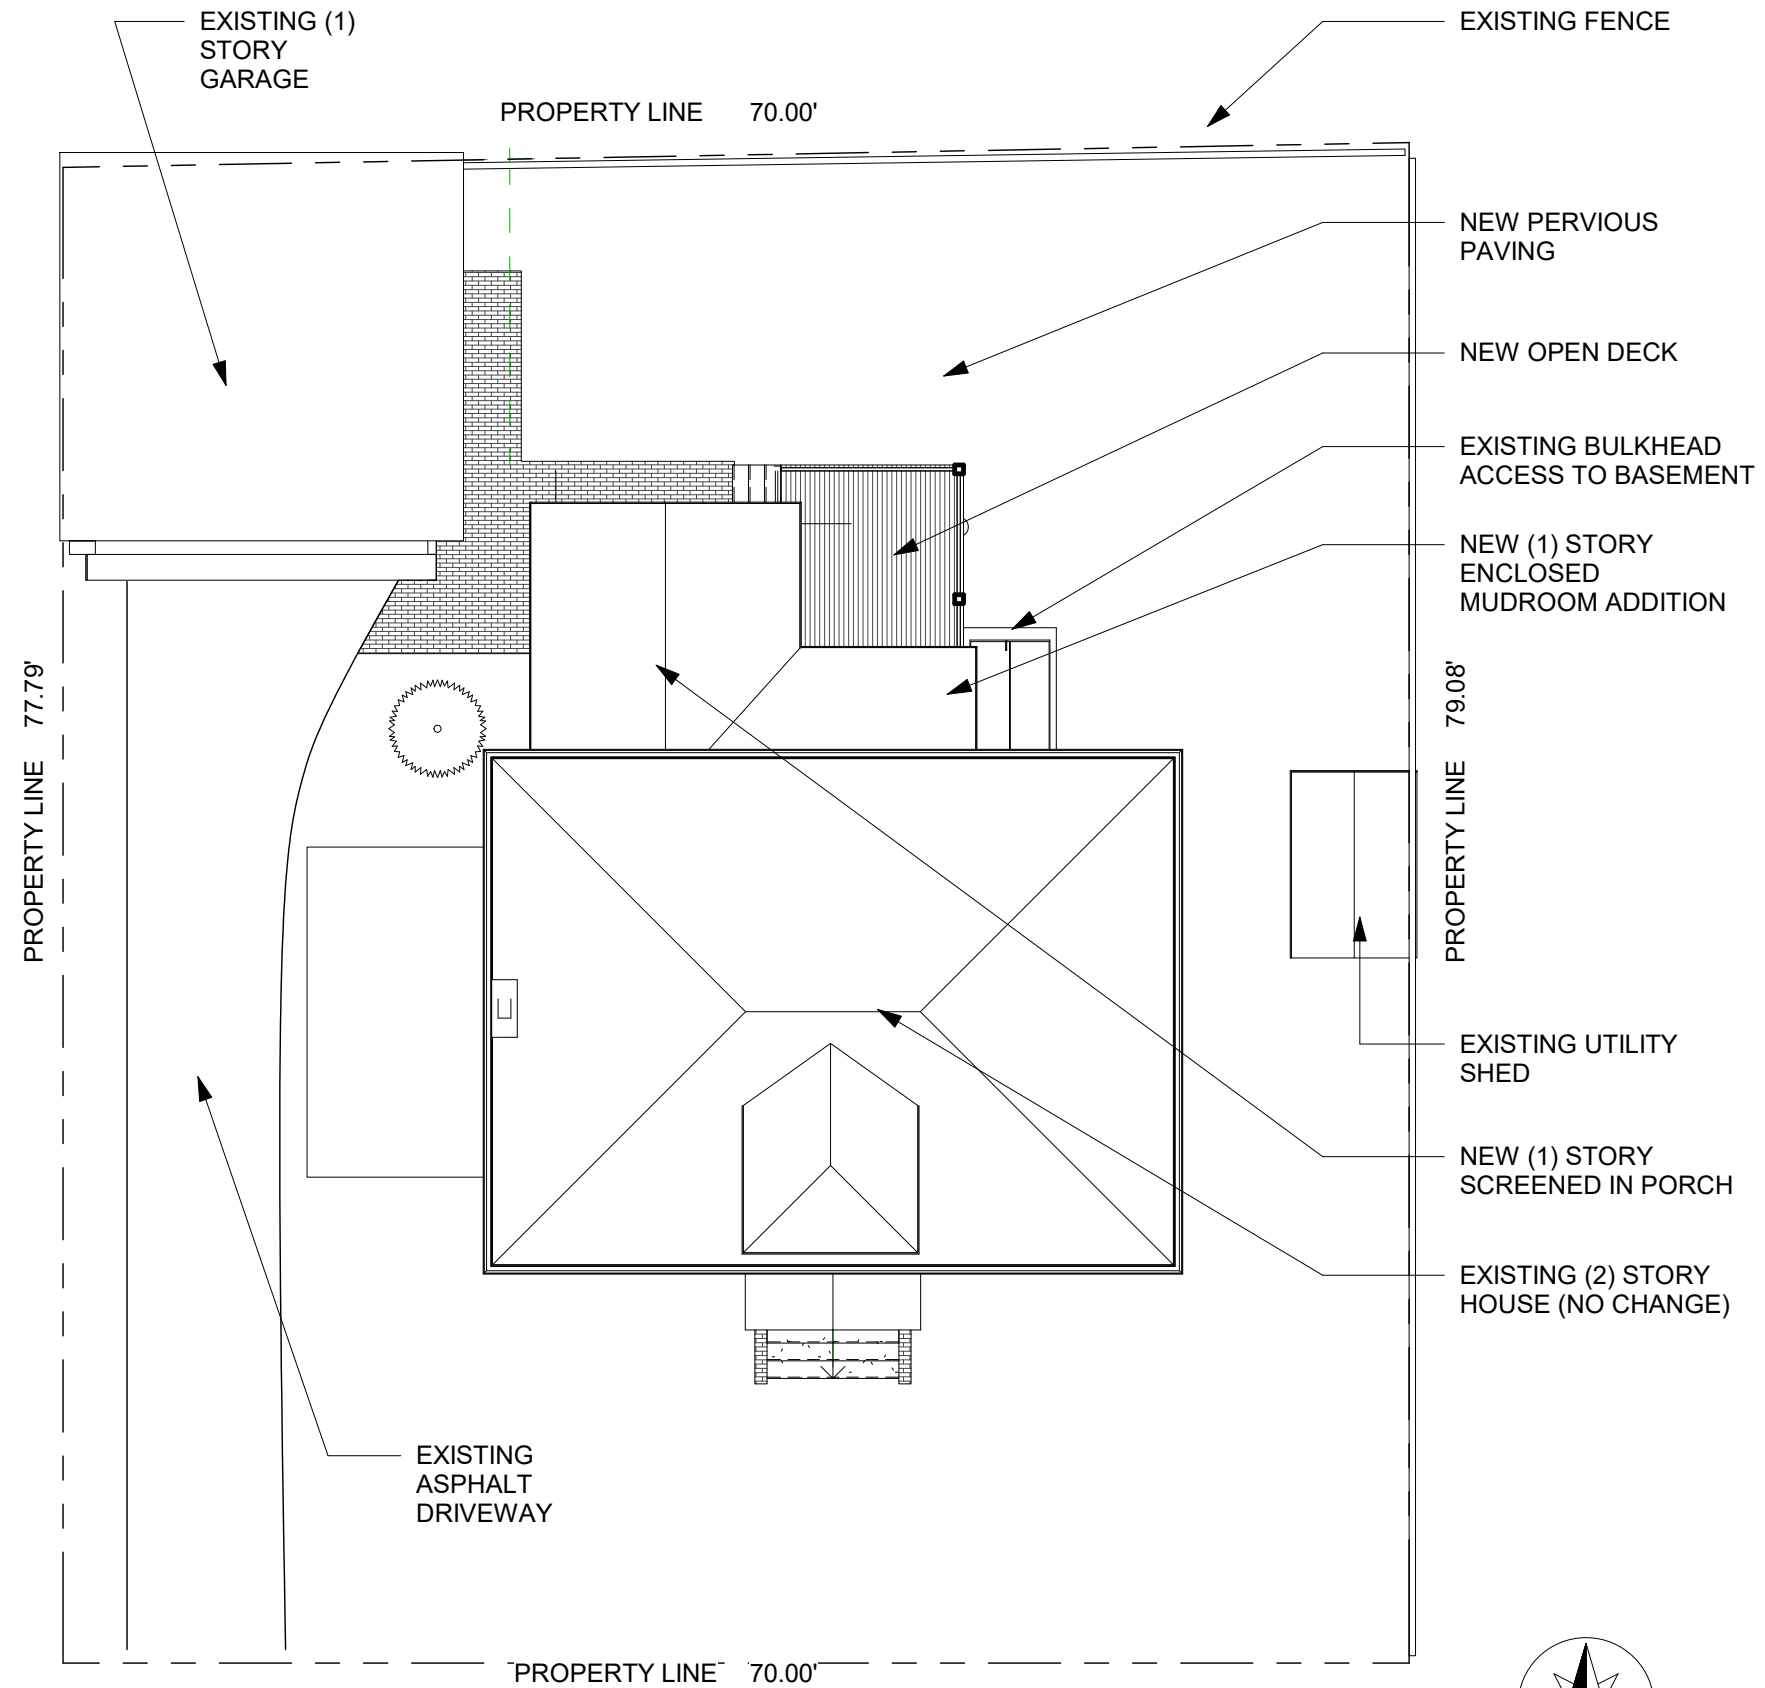 EXISTING (1)
STORY
GARAGE
EXISTING FENCE
PROPERTY LINE 70.00'
NEW PERVIOUS
PAVING
NEW OPEN DECK
EXISTING BULKHEAD
ACCESS TO BASEMENT
NEW (1) STORY
ENCLOSED
MUDROOM ADDITION
PROPERTY LINE 77.79'
PROPERTY LINE 79.08'
EXISTING UTILITY
SHED
NEW (1) STORY
SCREENED IN PORCH
EXISTING (2) STORY
HOUSE (NO CHANGE)
EXISTING
ASPHALT
DRIVEWAY
PROPERTY LINE 70.00'